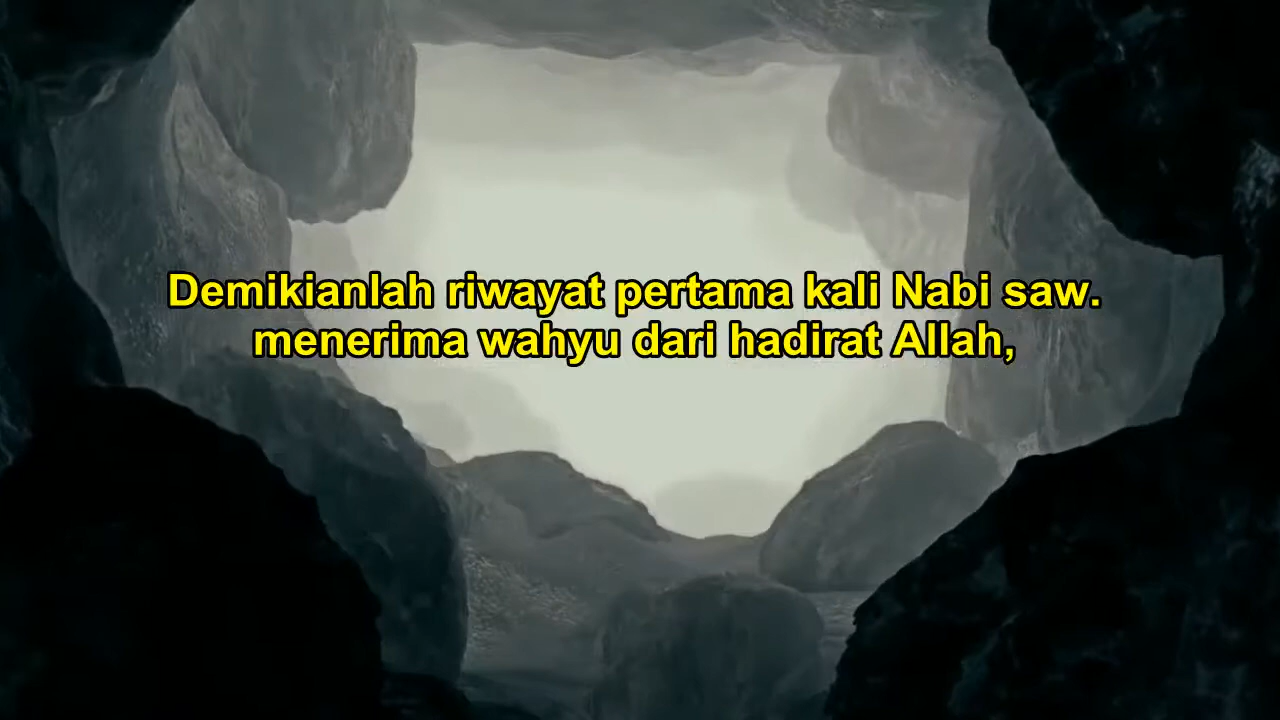 Demikianlah riwayat pertama kali Nabi saw.
menerima wahyu dari hadirat Allah,